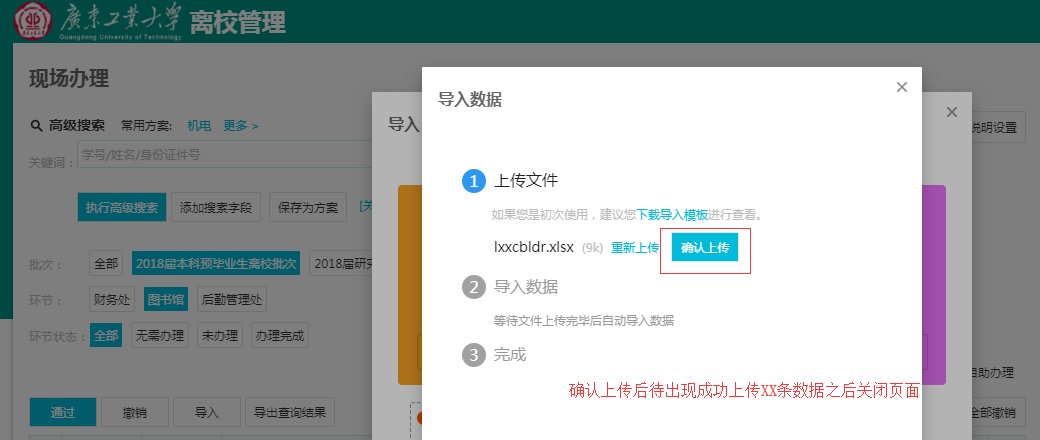 廣東工業大學 离校管理
Guangdong University of Technology
现场办理
高级搜索 常用方案: 机电 更多 >
关键词： 学号/姓名/身份证件号
执行高级搜索 添加搜索字段 保存为方案 [关
批次： 全部 2018届本科预毕业生离校批次 2018届研究
环节： 财务处 图书馆 后勤管理处
环节状态： 全部 无需办理 未办理 办理完成
通过 撤销 导入 导出查询结果
导入
×
说明设置
自助办理
全部撤销
导入数据
×
1 上传文件
如果您是初次使用，建议您下载导入模板进行查看。
lxxcbldr.xlsx (9k) 重新上传 确认上传
2 导入数据
等待文件上传完毕后自动导入数据
3 完成
确认上传后待出现成功上传XX条数据之后关闭页面